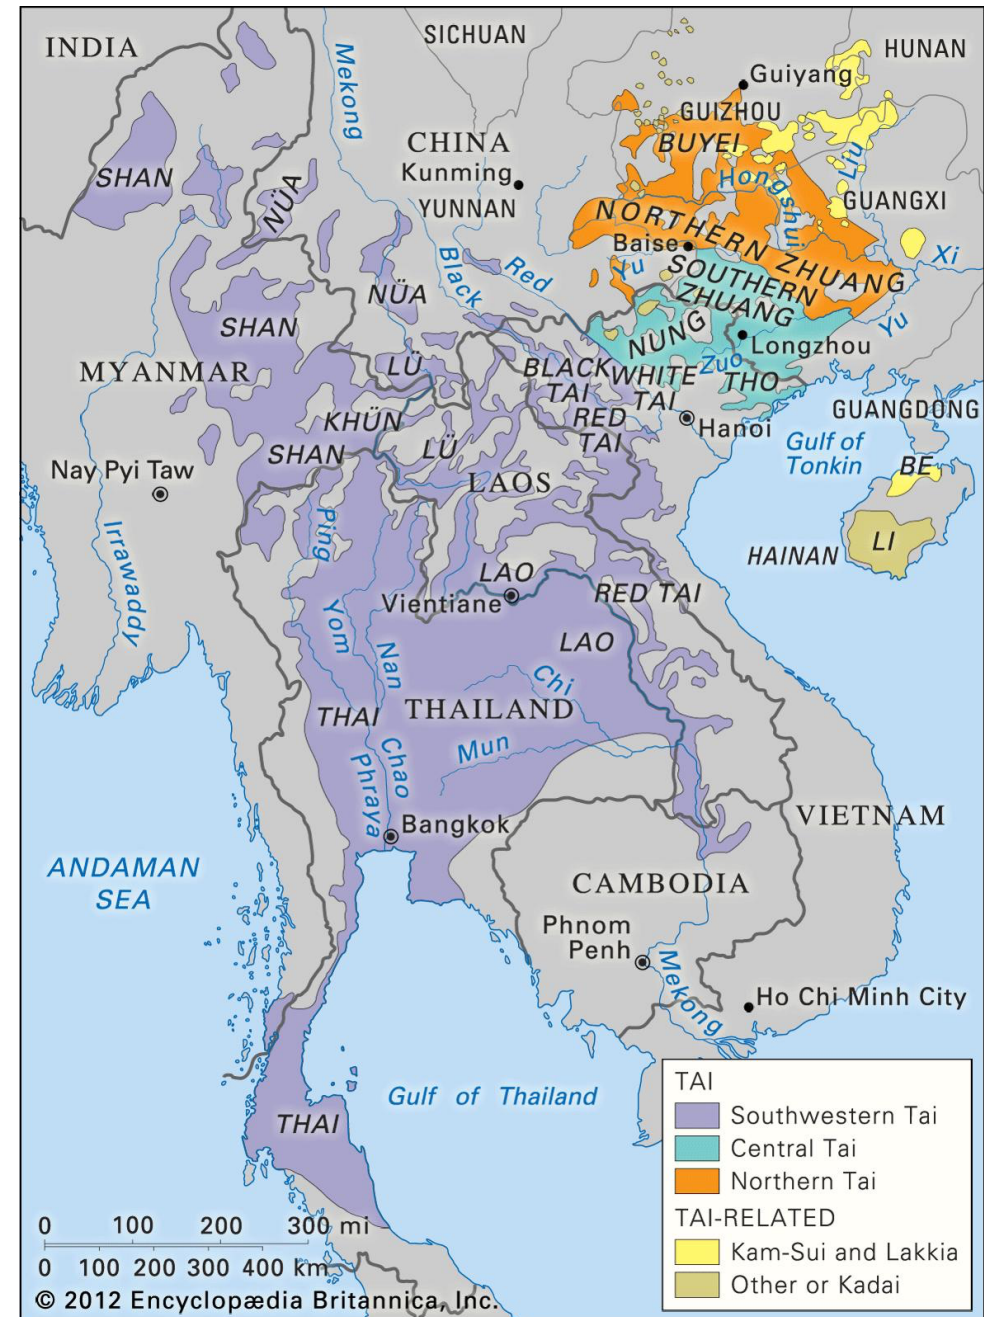 INDIA
SICHUAN
HUNAN
Mekong
Guiyang
GUIZHOU
CHINA
BUYEI
Kunming
Liu
SHAN
Hongshui
YUNNAN
GUANGXI
NÜA
NORTHERN ZHUANG
Baise
Xi
Black
Red
Yu
SOUTHERN
ZHUANG
NÜA
SHAN
NUNG
Yu
Longzhou
MYANMAR
LÜ
BLACK
TAI
WHITE
TAI
Zuo
THO
RED
TAI
KHÜN
Hanoi
GUANGDONG
SHAN
LÜ
Gulf of
Tonkin
BE
Nay Pyi Taw
LAOS
Ping
Irrawaddy
LI
HAINAN
LAO
Vientiane
RED TAI
Yom
Nan
LAO
Chi
THAI
THAILAND
Mun
Chao
Phraya
Bangkok
VIETNAM
ANDAMAN
SEA
CAMBODIA
Phnom
Penh
Mekong
Ho Chi Minh City
Gulf of Thailand
THAI
TAI
Southwestern Tai
Central Tai
Northern Tai
TAI-RELATED
Kam-Sui and Lakkia
Other or Kadai
0 100 200 300 mi
0 100 200 300 400 km
© 2012 Encyclopædia Britannica, Inc.